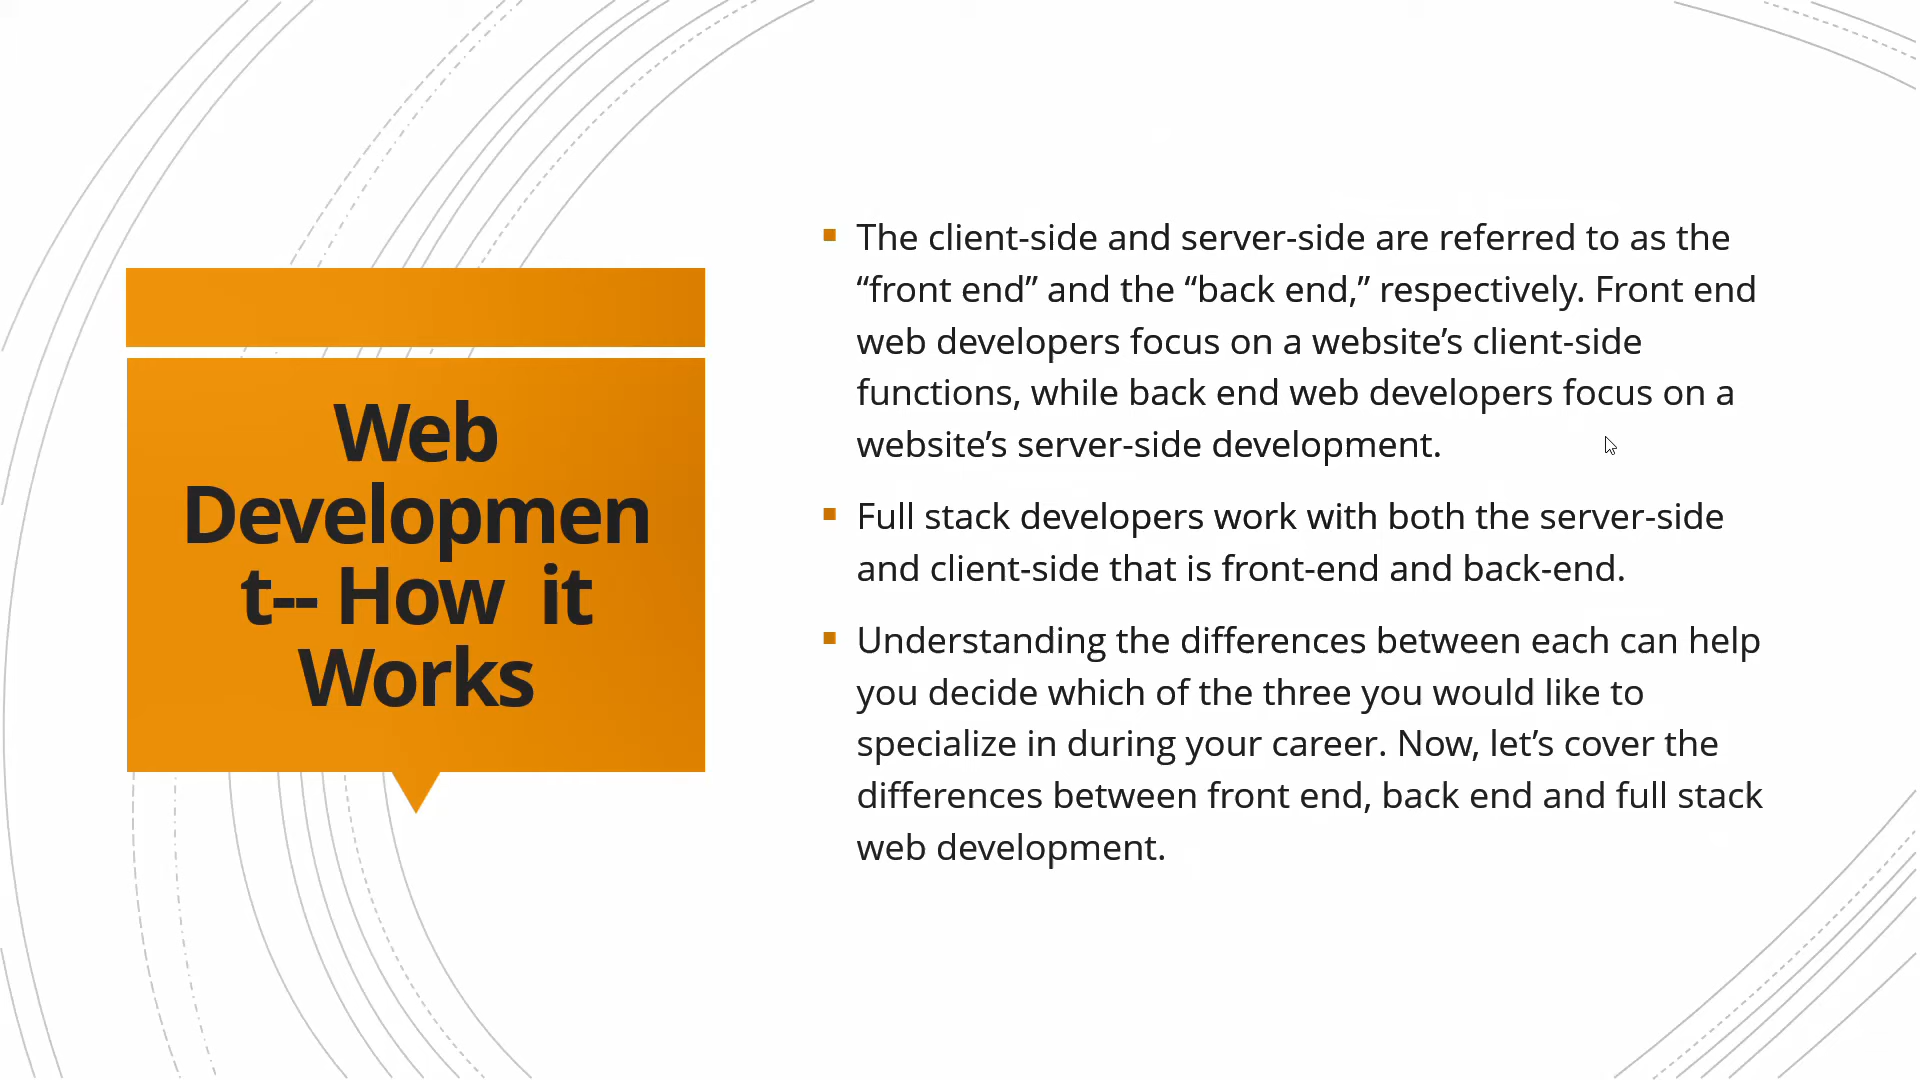 Web
Developmen
t-- How  it
Works
The client-side and server-side are referred to as the
“front end” and the “back end,” respectively. Front end
web developers focus on a website’s client-side
functions, while back end web developers focus on a
website’s server-side development.
Full stack developers work with both the server-side
and client-side that is front-end and back-end.
Understanding the differences between each can help
you decide which of the three you would like to
specialize in during your career. Now, let’s cover the
differences between front end, back end and full stack
web development.